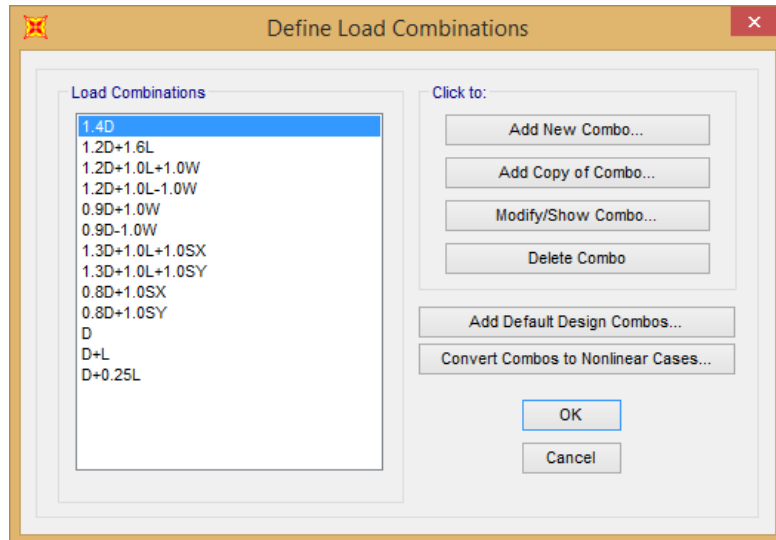 Define Load Combinations
Load Combinations
1.4D
1.2D+1.6L
1.2D+1.0L+1.0W
1.2D+1.0L-1.0W
0.9D+1.0W
0.9D-1.0W
1.3D+1.0L+1.0SX
1.3D+1.0L+1.0SY
0.8D+1.0SX
0.8D+1.0SY
D
D+L
D+0.25L
Click to:
Add New Combo...
Add Copy of Combo...
Modify/Show Combo...
Delete Combo
Add Default Design Combos...
Convert Combos to Nonlinear Cases...
OK
Cancel